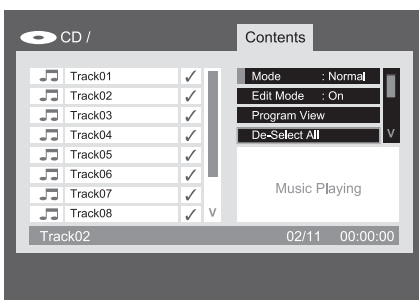 CD /
Contents
Track01 ✓
Track02 ✓
Track03 ✓
Track04 ✓
Track05 ✓
Track06 ✓
Track07 ✓
Track08 ✓
V
Mode : Normal
Edit Mode : On
Program View
De-Select All
V
Music Playing
Track02 02/11 00:00:00